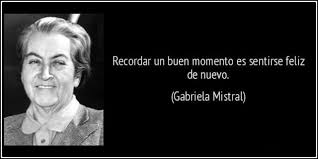 Recordar un buen momento es sentirse feliz
de nuevo.
(Gabriela Mistral)